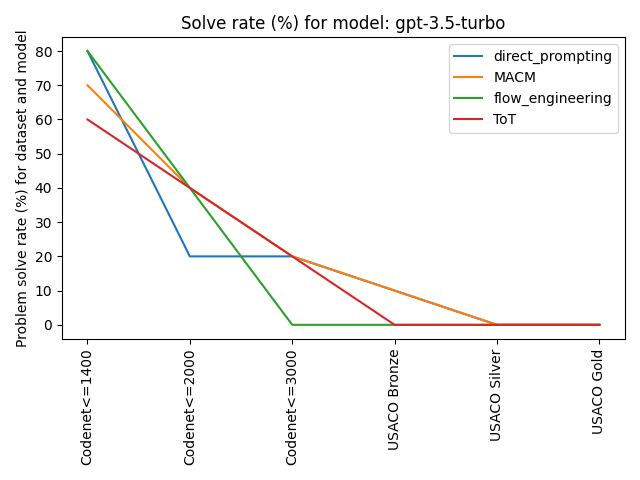 Solve rate (%) for model: gpt-3.5-turbo
Problem solve rate (%) for dataset and model
80
70
60
50
40
30
20
10
0
direct_prompting
MACM
flow_engineering
ToT
Codenet<=1400
Codenet<=2000
Codenet<=3000
USACO Bronze
USACO Silver
USACO Gold